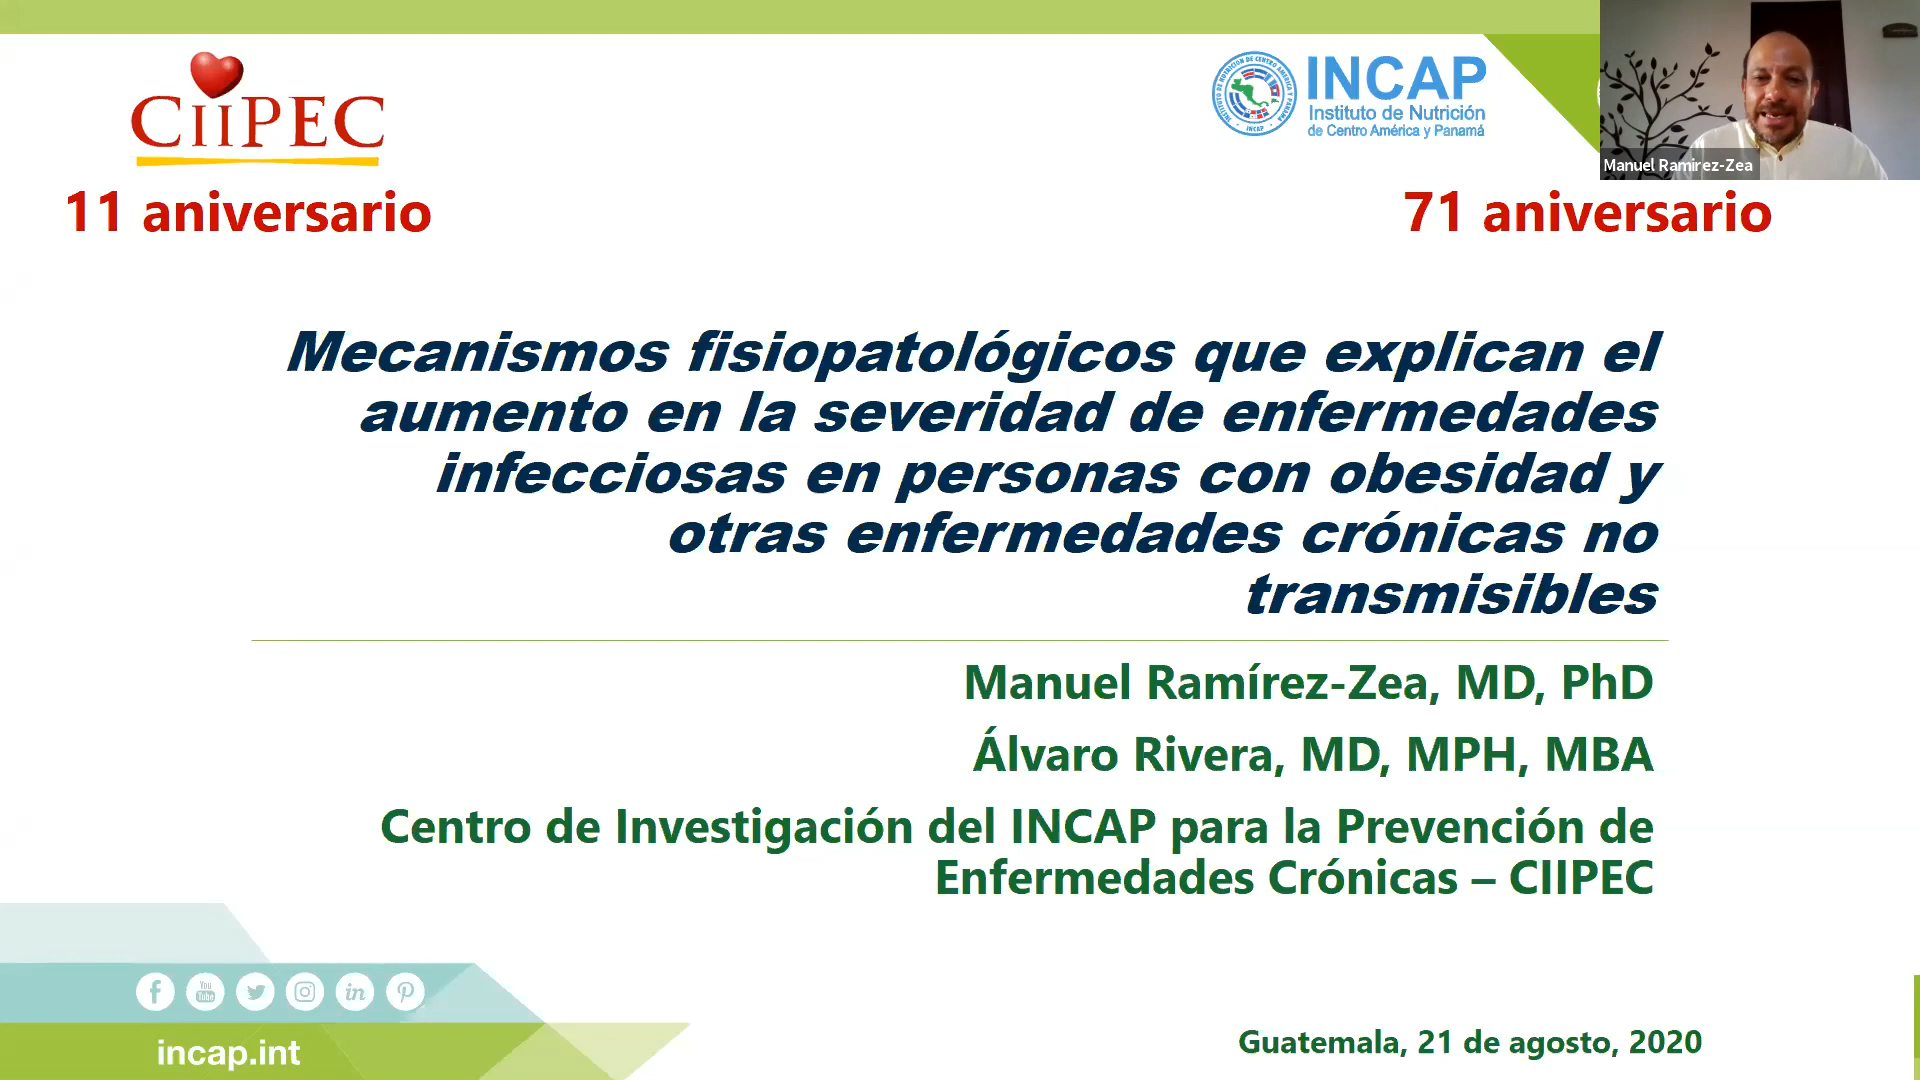 CIIPEC
11 aniversario
INCAP
Instituto de Nutrición
de Centro América y Panamá
Manuel Ramirez-Zea
71 aniversario
Mecanismos fisiopatológicos que explican el
aumento en la severidad de enfermedades
infecciosas en personas con obesidad y
otras enfermedades crónicas no
transmisibles
Manuel Ramírez-Zea, MD, PhD
Álvaro Rivera, MD, MPH, MBA
Centro de Investigación del INCAP para la Prevención de
Enfermedades Crónicas – CIIPEC
incap.int
Guatemala, 21 de agosto, 2020